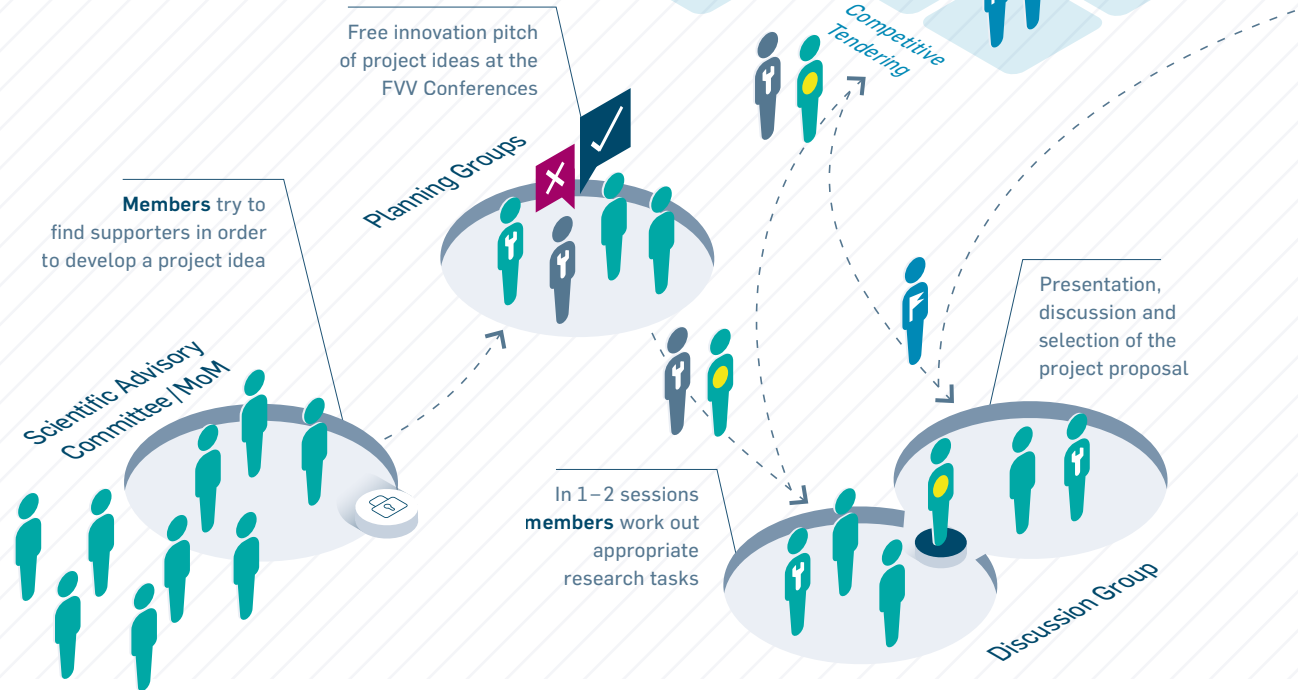 Free innovation pitch
of project ideas at the
FVV Conferences
Competitive
Tendering
Planning Groups
Members try to
find supporters in order
to develop a project idea
Presentation,
discussion and
selection of the
project proposal
Scientific Advisory
Committee/MoM
In 1–2 sessions
members work out
appropriate
research tasks
Discussion Group